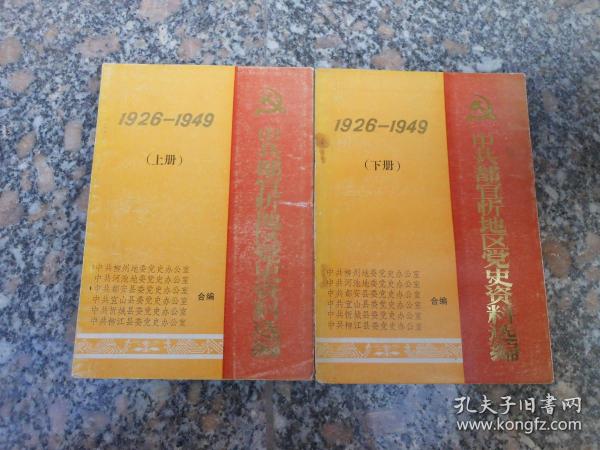 1926-1949
(上册)
中共都宜忻地区党史资料选编
中共柳州地委党史办公室
中共河池地委党史办公室
中共都安县委党史办公室
中共宜山县委党史办公室
中共忻城县委党史办公室
中共柳江县委党史办公室
合编
1926-1949
(下册)
中共都宜忻地区党史资料选编
中共柳州地委党史办公室
中共河池地委党史办公室
中共都安县委党史办公室
中共宜山县委党史办公室
中共忻城县委党史办公室
中共柳江县委党史办公室
合编
孔夫子旧书网
www.kongfz.com